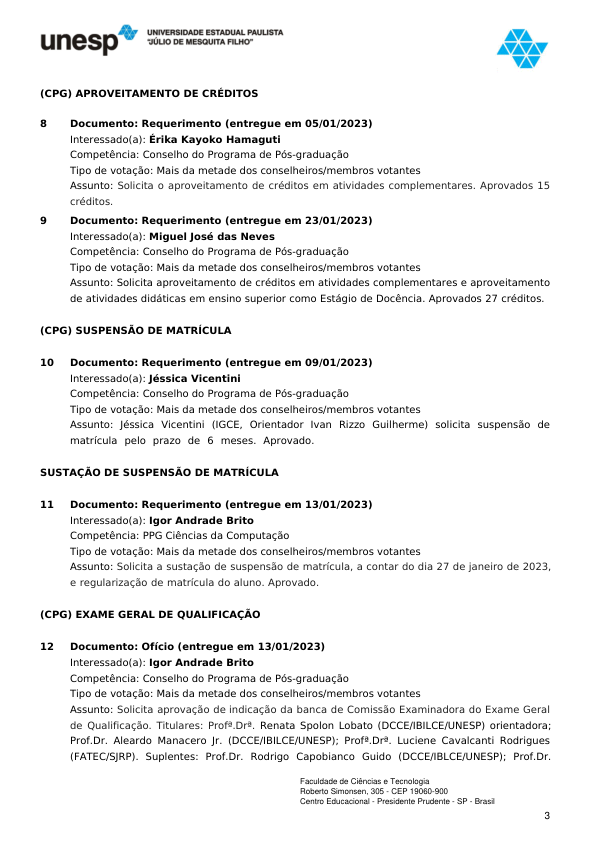 unesp
UNIVERSIDADE ESTADUAL PAULISTA
"JÚLIO DE MESQUITA FILHO"
(CPG) APROVEITAMENTO DE CRÉDITOS
8 Documento: Requerimento (entregue em 05/01/2023)
Interessado(a): Érika Kayoko Hamaguti
Competência: Conselho do Programa de Pós-graduação
Tipo de votação: Mais da metade dos conselheiros/membros votantes
Assunto: Solicita o aproveitamento de créditos em atividades complementares. Aprovados 15
créditos.
9 Documento: Requerimento (entregue em 23/01/2023)
Interessado(a): Miguel José das Neves
Competência: Conselho do Programa de Pós-graduação
Tipo de votação: Mais da metade dos conselheiros/membros votantes
Assunto: Solicita aproveitamento de créditos em atividades complementares e aproveitamento
de atividades didáticas em ensino superior como Estágio de Docência. Aprovados 27 créditos.
(CPG) SUSPENSÃO DE MATRÍCULA
10 Documento: Requerimento (entregue em 09/01/2023)
Interessado(a): Jéssica Vicentini
Competência: Conselho do Programa de Pós-graduação
Tipo de votação: Mais da metade dos conselheiros/membros votantes
Assunto: Jéssica Vicentini (IGCE, Orientador Ivan Rizzo Guilherme) solicita suspensão de
matrícula pelo prazo de 6 meses. Aprovado.
SUSTAÇÃO DE SUSPENSÃO DE MATRÍCULA
11 Documento: Requerimento (entregue em 13/01/2023)
Interessado(a): Igor Andrade Brito
Competência: PPG Ciências da Computação
Tipo de votação: Mais da metade dos conselheiros/membros votantes
Assunto: Solicita a sustação de suspensão de matrícula, a contar do dia 27 de janeiro de 2023,
e regularização de matrícula do aluno. Aprovado.
(CPG) EXAME GERAL DE QUALIFICAÇÃO
12 Documento: Ofício (entregue em 13/01/2023)
Interessado(a): Igor Andrade Brito
Competência: Conselho do Programa de Pós-graduação
Tipo de votação: Mais da metade dos conselheiros/membros votantes
Assunto: Solicita aprovação de indicação da banca de Comissão Examinadora do Exame Geral
de Qualificação. Titulares: Profª.Drª. Renata Spolon Lobato (DCCE/IBILCE/UNESP) orientadora;
Prof.Dr. Aleardo Manacero Jr. (DCCE/IBILCE/UNESP); Profª.Drª. Luciene Cavalcanti Rodrigues
(FATEC/SJRP). Suplentes: Prof.Dr. Rodrigo Capobianco Guido (DCCE/IBLCE/UNESP); Prof.Dr.
Faculdade de Ciências e Tecnologia
Roberto Simonsen, 305 - CEP 19060-900
Centro Educacional - Presidente Prudente - SP - Brasil
3